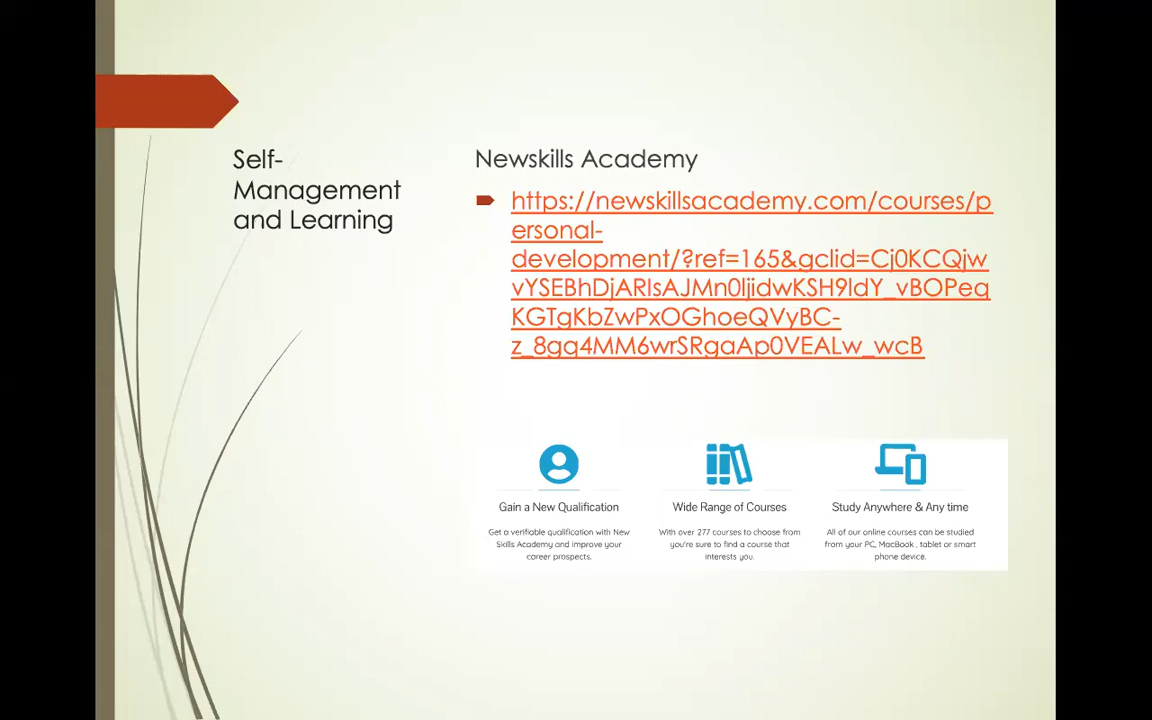 Self-
Management
and Learning
Newskills Academy
https://newskillsacademy.com/courses/p
ersonal-
development/?ref=165&gclid=Cj0KCQjw
vYSEBhDjARIsAJMn0ljidwKSH9IdY_vBOPeq
KGTgKbZwPxOGhoeQVyBC-
z_8gq4MM6wrSRgaAp0VEALw_wcB
Gain a New Qualification
Get a verifiable qualification with New
Skills Academy and improve your
career prospects.
Wide Range of Courses
With over 277 courses to choose from
you're sure to find a course that
interests you.
Study Anywhere & Any time
All of our online courses can be studied
from your PC, MacBook , tablet or smart
phone device.